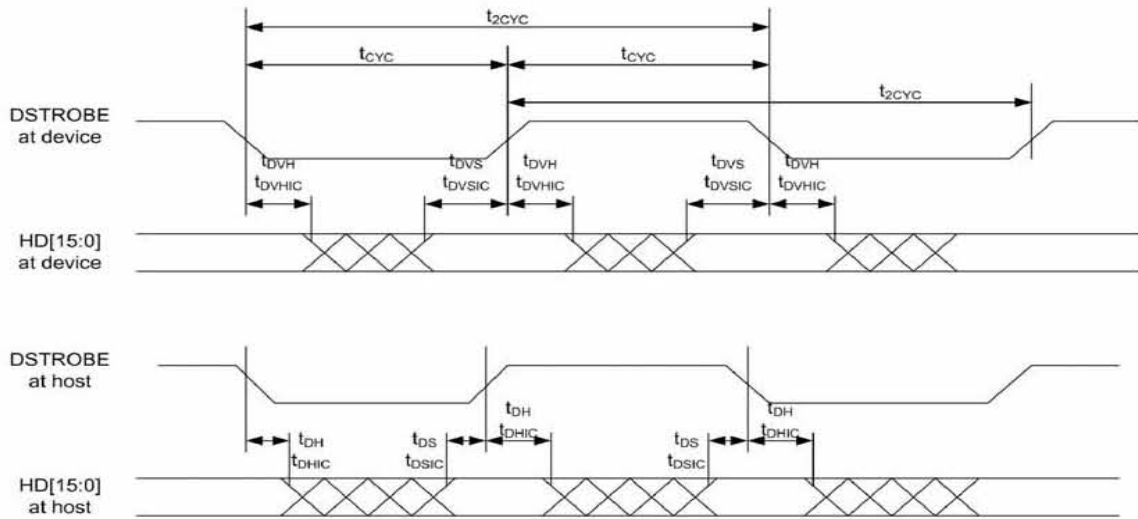 t2CYC
tCYC tCYC
t2CYC
DSTROBE
at device
tDVH tDVS tDVH tDVS tDVH
tDVHIC tDVSIC tDVHIC tDVSIC tDVHIC
HD[15:0]
at device
DSTROBE
at host
tDH tDH
tDH tDS tDHIC tDS tDHIC
tDHIC tDSIC tDSIC
HD[15:0]
at host